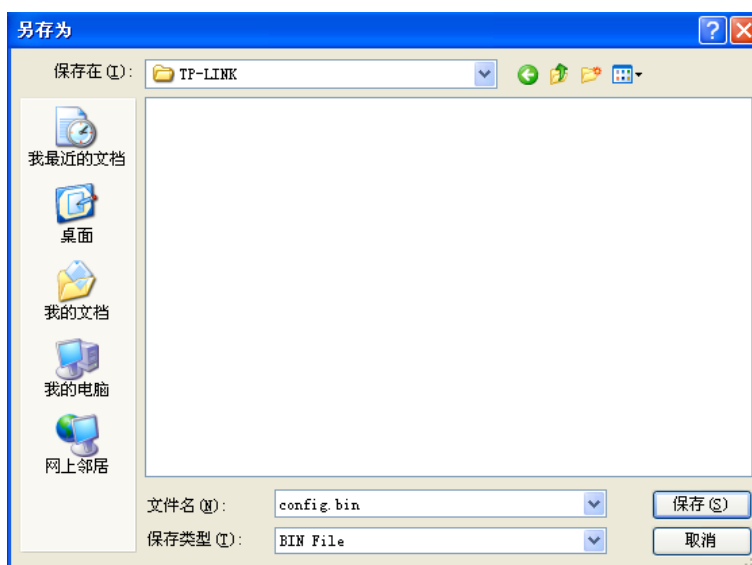 另存为
保存在(I):
TP-LINK
我最近的文档
桌面
我的文档
我的电脑
网上邻居
文件名(N):
config.bin
保存(S)
保存类型(T):
BIN File
取消